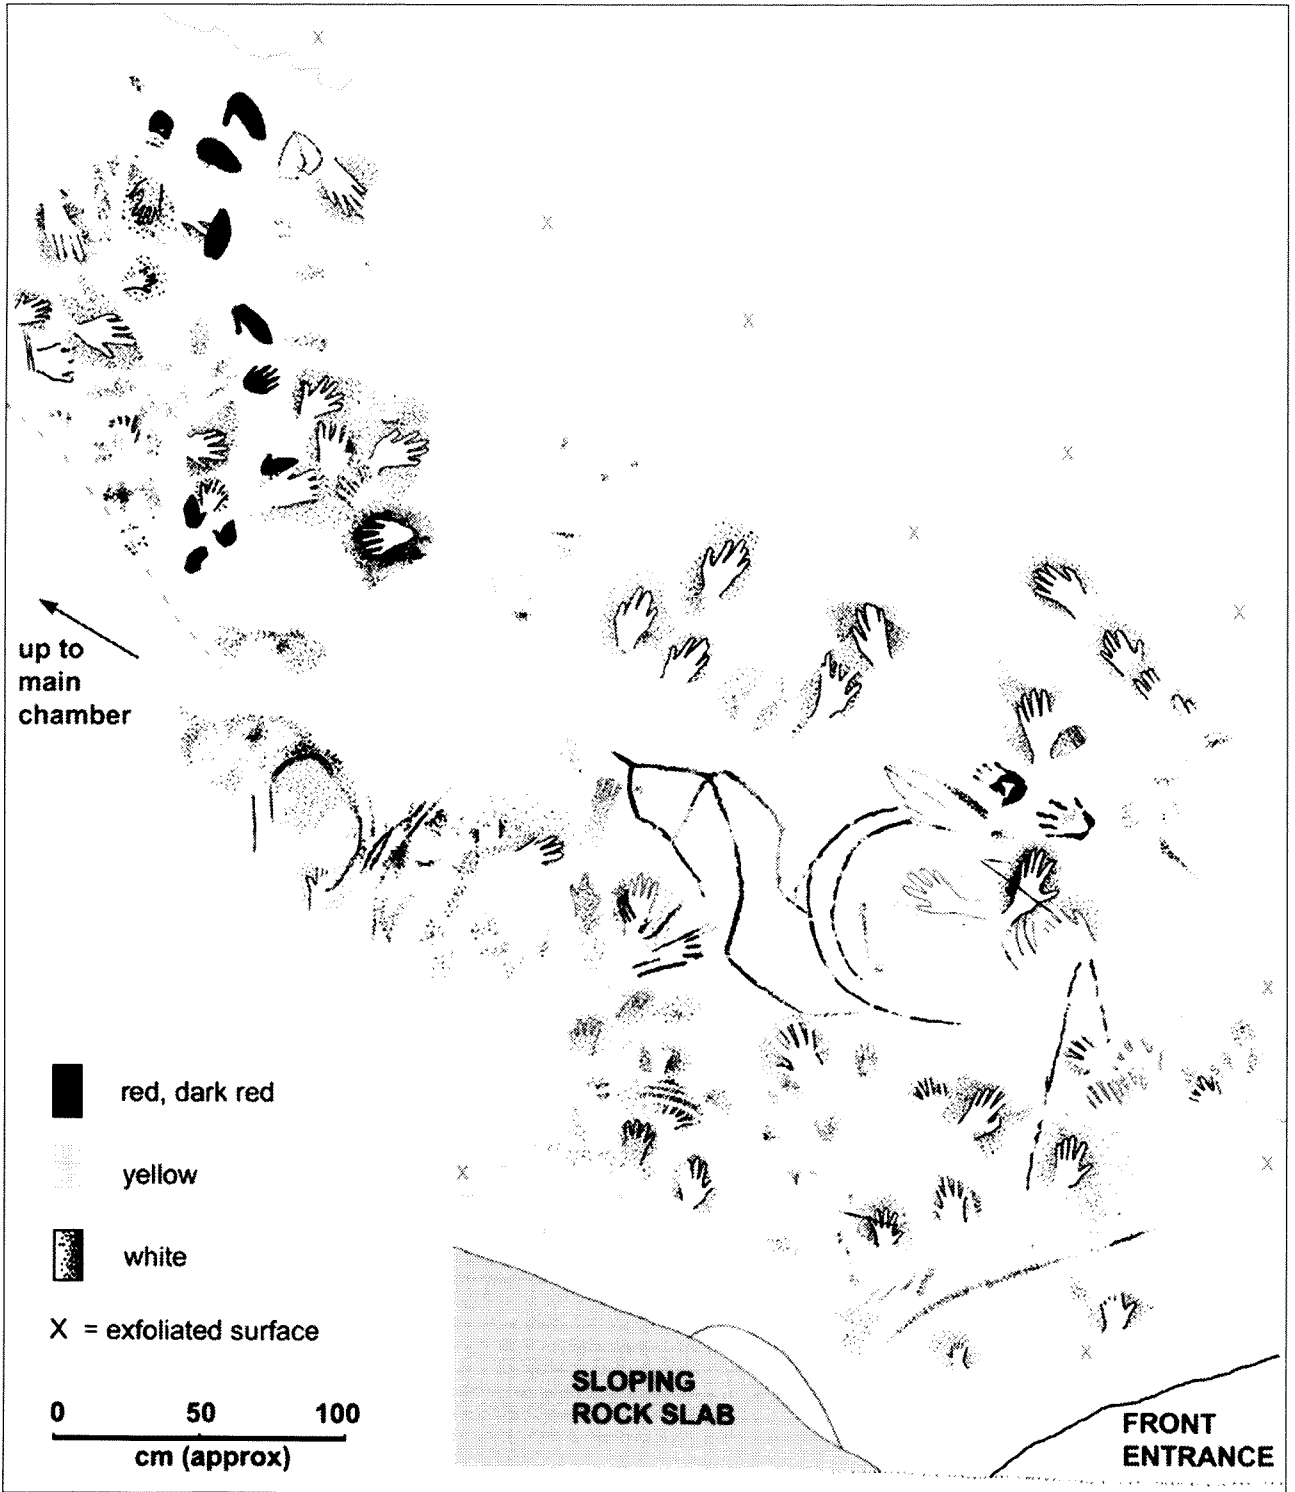 up to
main
chamber
red, dark red
yellow
white
X = exfoliated surface
0 50 100
cm (approx)
SLOPING
ROCK SLAB
FRONT
ENTRANCE